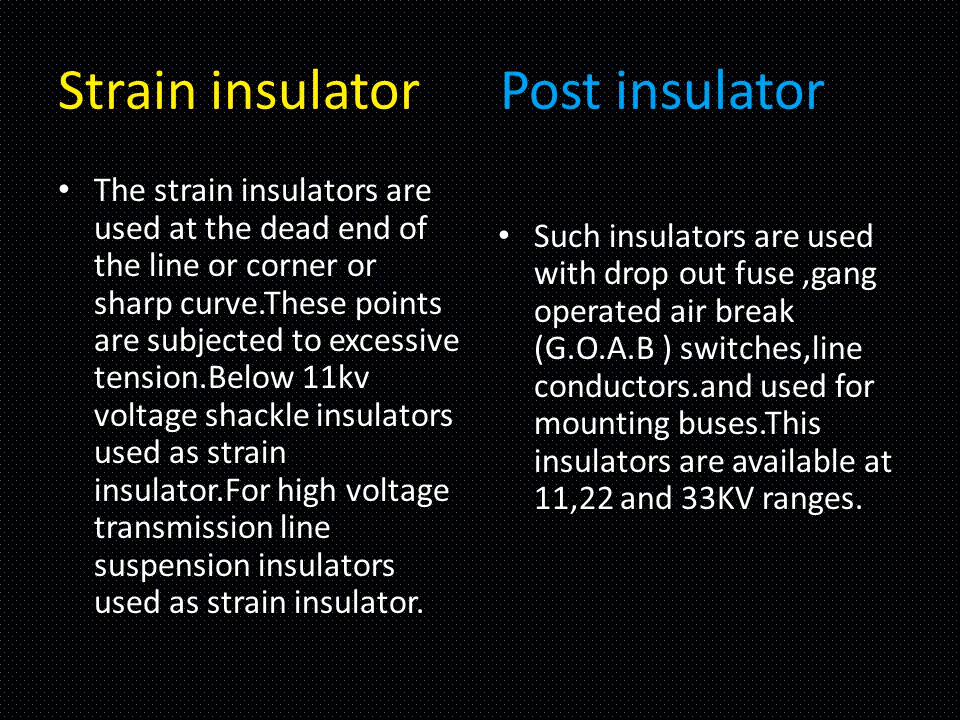 Strain insulator
• The strain insulators are
used at the dead end of
the line or corner or
sharp curve.These points
are subjected to excessive
tension.Below 11kv
voltage shackle insulators
used as strain
insulator.For high voltage
transmission line
suspension insulators
used as strain insulator.
Post insulator
• Such insulators are used
with drop out fuse ,gang
operated air break
(G.O.A.B ) switches,line
conductors.and used for
mounting buses.This
insulators are available at
11,22 and 33KV ranges.